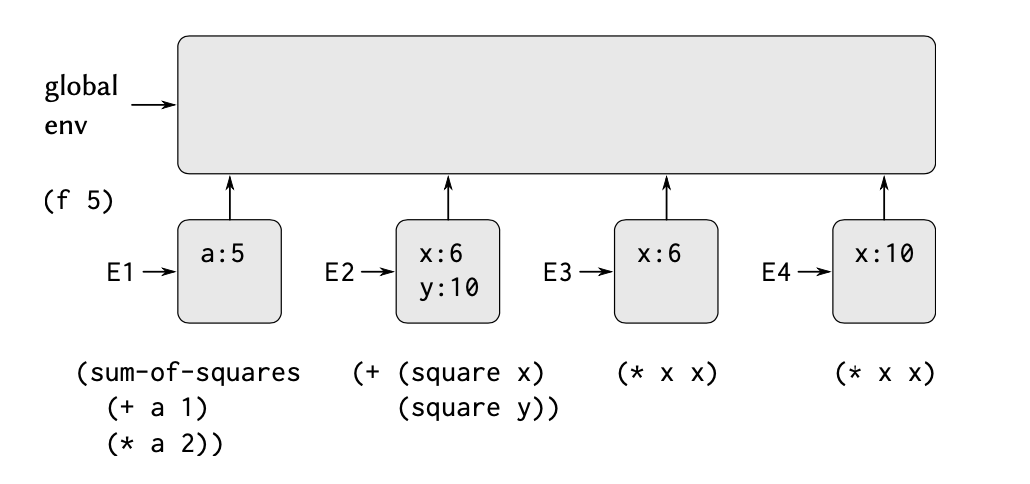 global
env
(f 5)
E1
a:5
E2
x:6
y:10
E3
x:6
E4
x:10
(sum-of-squares
(+ a 1)
(* a 2))
(+ (square x)
(square y))
(* x x)
(* x x)